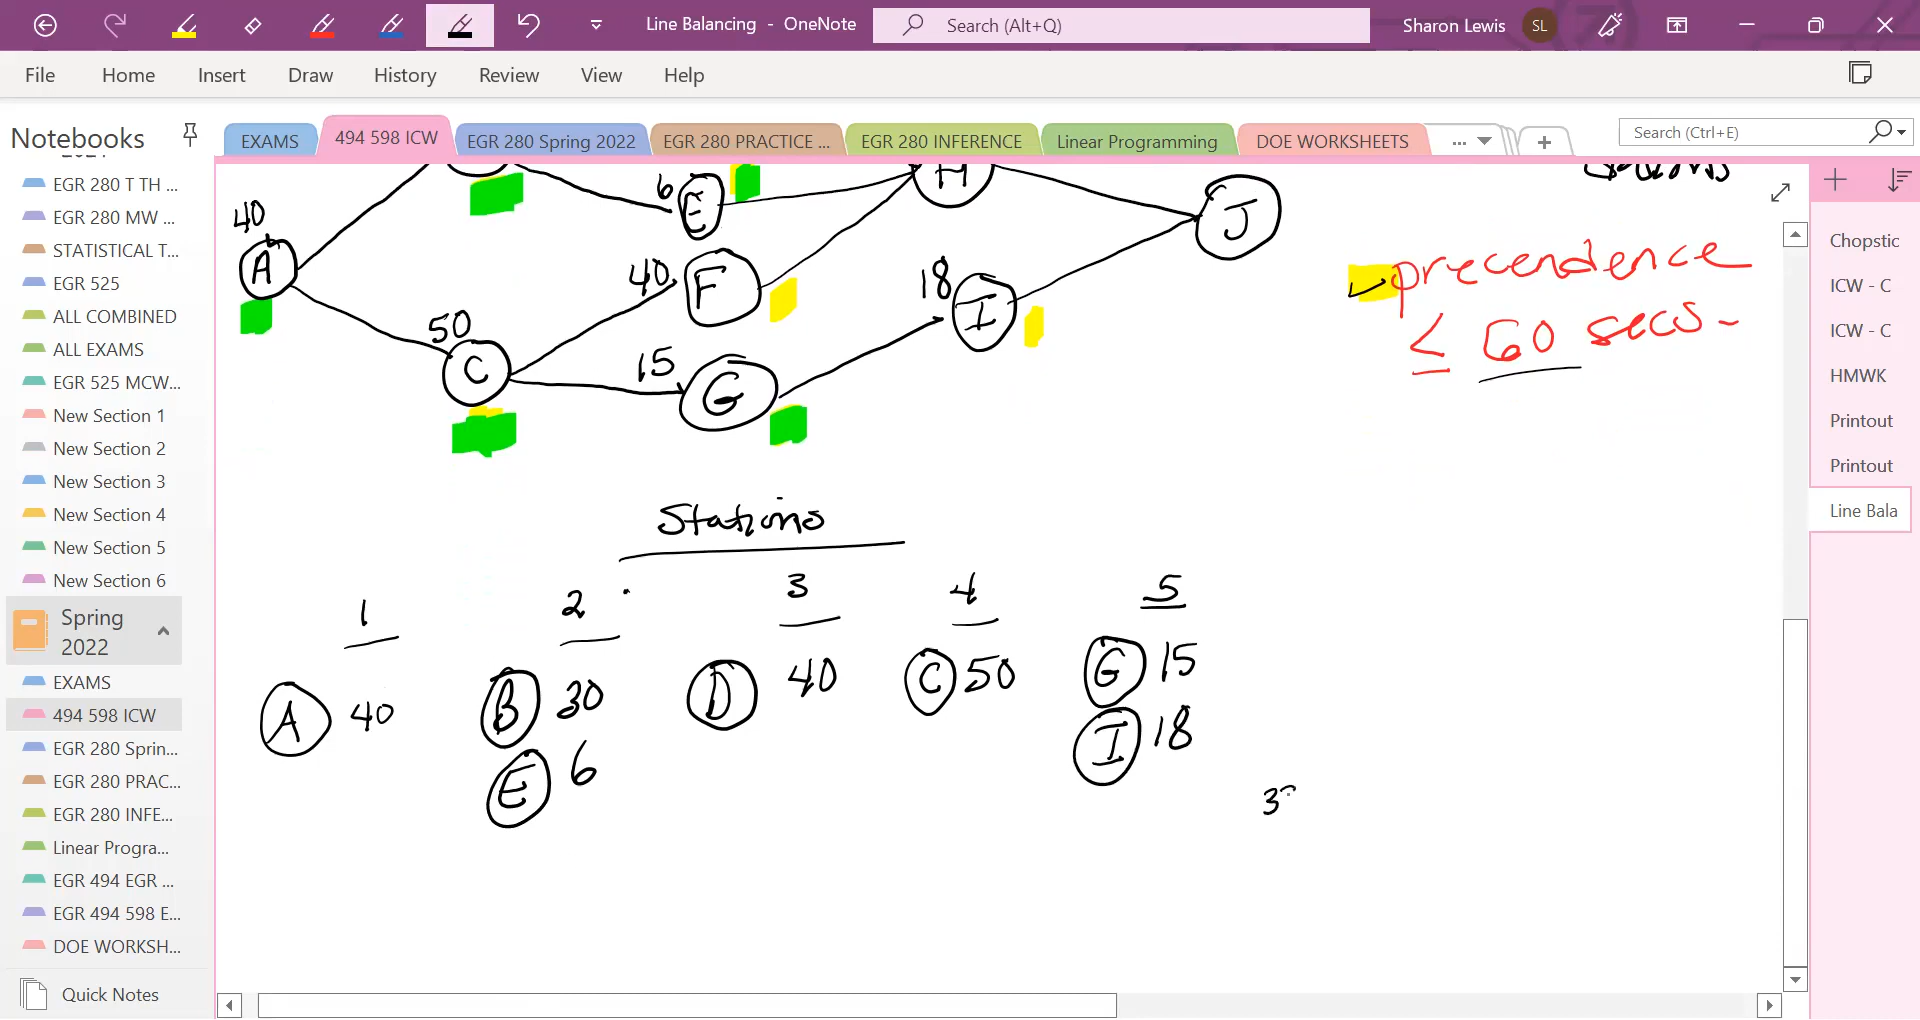 Line Balancing - OneNote
Search (Alt+Q)
Sharon Lewis
SL
File Home Insert Draw History Review View Help
Notebooks
EXAMS
494 598 ICW
EGR 280 Spring 2022
EGR 280 PRACTICE ...
EGR 280 INFERENCE
Linear Programming
DOE WORKSHEETS
...
+
Search (Ctrl+E)
EGR 280 T TH ...
EGR 280 MW ...
STATISTICAL T...
EGR 525
ALL COMBINED
ALL EXAMS
EGR 525 MCW...
New Section 1
New Section 2
New Section 3
New Section 4
New Section 5
New Section 6
Spring
2022
EXAMS
494 598 ICW
EGR 280 Sprin...
EGR 280 PRAC...
EGR 280 INFE...
Linear Progra...
EGR 494 EGR ...
EGR 494 598 E...
DOE WORKSH...
Quick Notes
40
A
6
E
H
J
40
F
18
I
50
C
15
G
precendence
≤ 60 secs -
Stations
1 2 3 4 5
A 40
B 30
E 6
D 40
C 50
G 15
I 18
Chopstic
ICW - C
ICW - C
HMWK
Printout
Printout
Line Bala